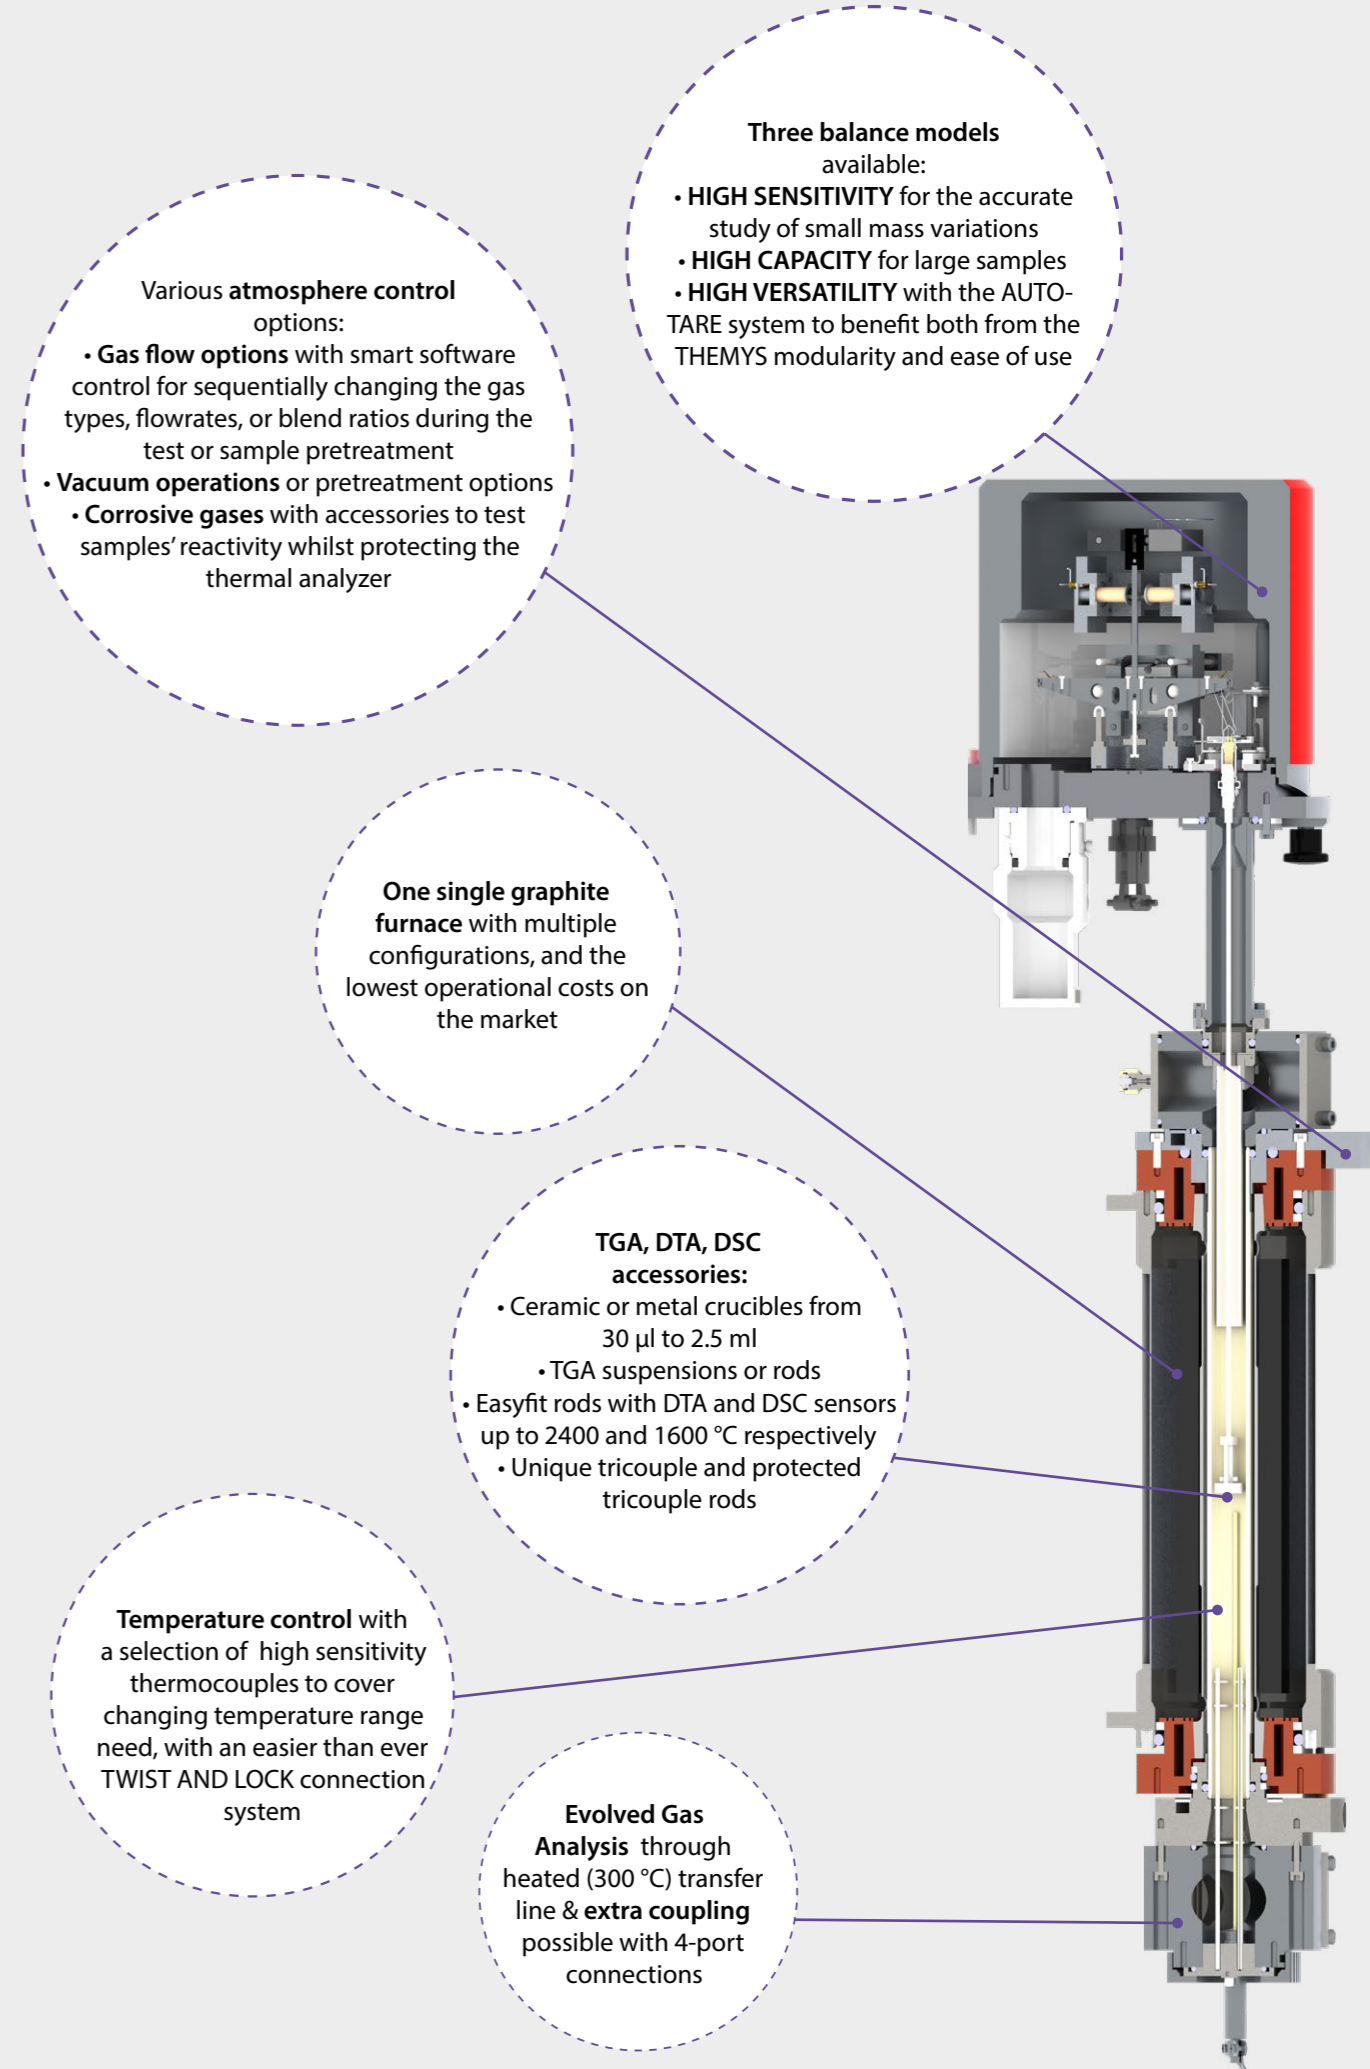 Three balance models
available:
• HIGH SENSITIVITY for the accurate
study of small mass variations
• HIGH CAPACITY for large samples
• HIGH VERSATILITY with the AUTO-
TARE system to benefit both from the
THEMYS modularity and ease of use
Various atmosphere control
options:
• Gas flow options with smart software
control for sequentially changing the gas
types, flowrates, or blend ratios during the
test or sample pretreatment
• Vacuum operations or pretreatment options
• Corrosive gases with accessories to test
samples’ reactivity whilst protecting the
thermal analyzer
One single graphite
furnace with multiple
configurations, and the
lowest operational costs on
the market
TGA, DTA, DSC
accessories:
• Ceramic or metal crucibles from
30 µl to 2.5 ml
• TGA suspensions or rods
• Easyfit rods with DTA and DSC sensors
up to 2400 and 1600 °C respectively
• Unique tricouple and protected
tricouple rods
Temperature control with
a selection of high sensitivity
thermocouples to cover
changing temperature range
need, with an easier than ever
TWIST AND LOCK connection
system
Evolved Gas
Analysis through
heated (300 °C) transfer
line & extra coupling
possible with 4-port
connections